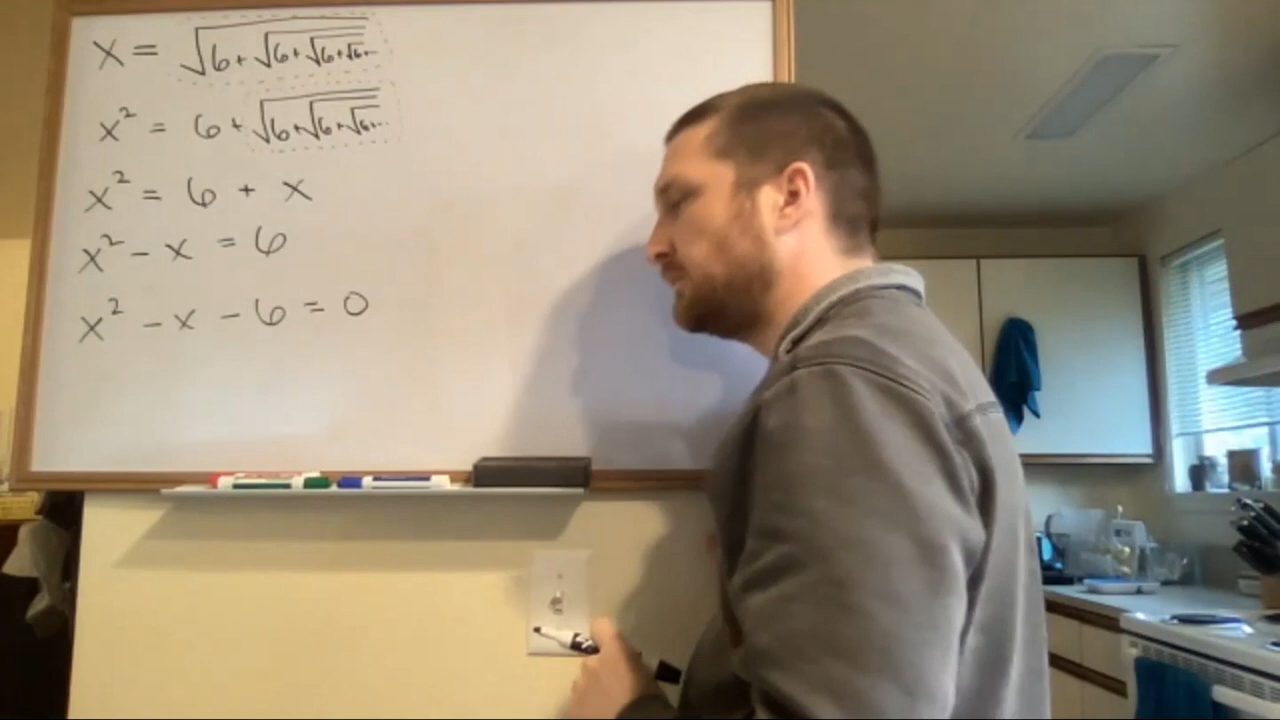 x = √6+√6+√6+√6+...
x² = 6 + √6+√6+√6+...
x² = 6 + x
x² - x = 6
x² - x - 6 = 0